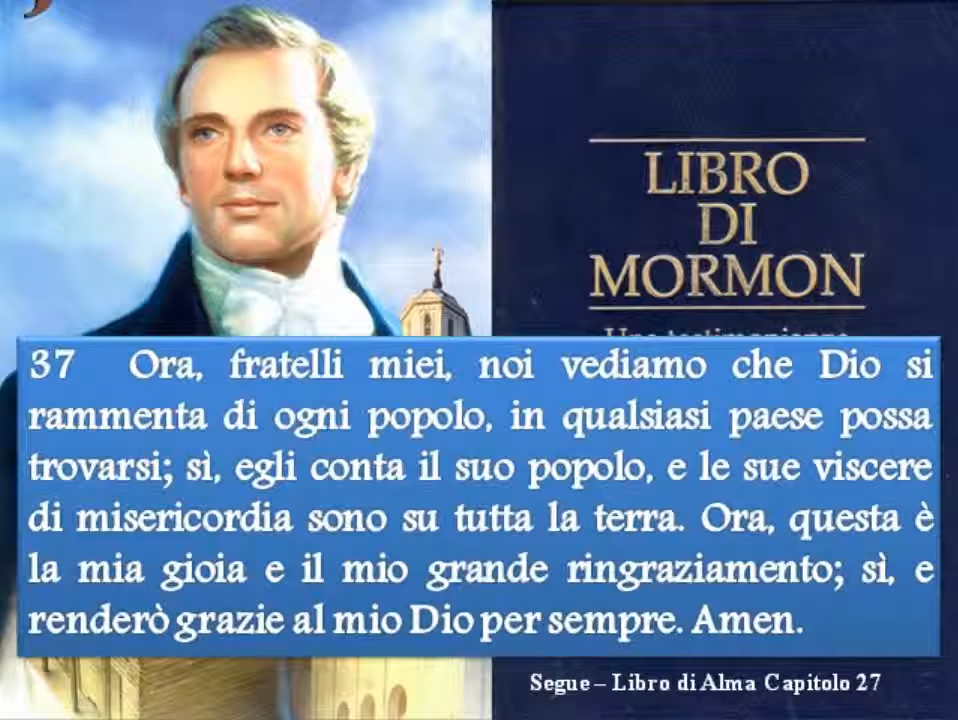 LIBRO
DI
MORMON
Una testimonianza
37 Ora, fratelli miei, noi vediamo che Dio si
rammenta di ogni popolo, in qualsiasi paese possa
trovarsi; sì, egli conta il suo popolo, e le sue viscere
di misericordia sono su tutta la terra. Ora, questa è
la mia gioia e il mio grande ringraziamento; sì, e
renderò grazie al mio Dio per sempre. Amen.
Segue – Libro di Alma Capitolo 27